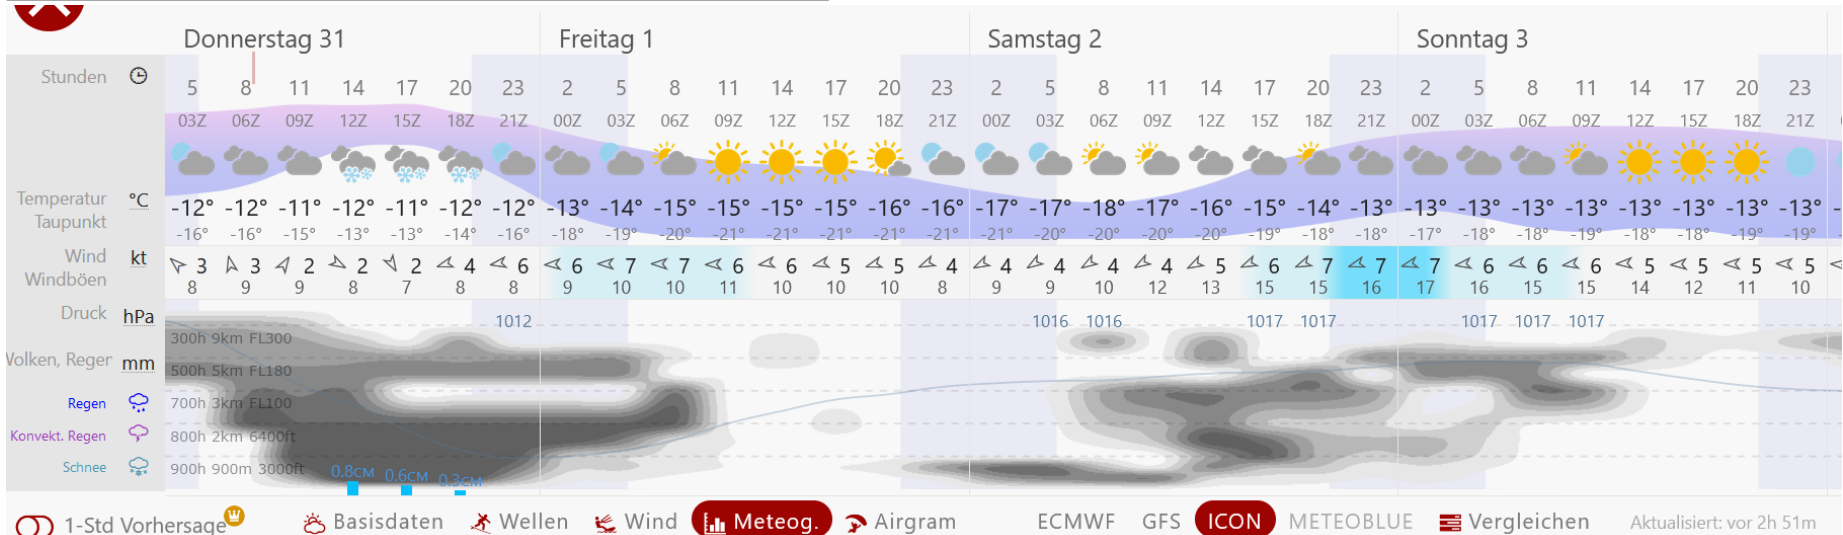 Donnerstag 31 Freitag 1 Samstag 2 Sonntag 3
Stunden 5 8 11 14 17 20 23 2 5 8 11 14 17 20 23 2 5 8 11 14 17 20 23 2 5 8 11 14 17 20 23
03Z 06Z 09Z 12Z 15Z 18Z 21Z 00Z 03Z 06Z 09Z 12Z 15Z 18Z 21Z 00Z 03Z 06Z 09Z 12Z 15Z 18Z 21Z 00Z 03Z 06Z 09Z 12Z 15Z 18Z 21Z
Temperatur °C -12° -12° -11° -12° -11° -12° -12° -13° -14° -15° -15° -15° -15° -16° -16° -17° -17° -18° -17° -16° -15° -14° -13° -13° -13° -13° -13° -13° -13° -13° -13°
Taupunkt -16° -16° -15° -13° -13° -14° -16° -18° -19° -20° -21° -21° -21° -21° -21° -21° -20° -20° -20° -20° -19° -18° -18° -17° -18° -18° -19° -18° -18° -19° -19°
Wind kt 3 3 2 2 2 4 6 6 7 7 6 6 5 5 4 4 4 4 4 5 6 7 7 7 6 6 6 5 5 5 5
Windböen 8 9 9 8 7 8 8 9 10 10 11 10 10 10 8 9 9 10 12 13 15 15 16 17 16 15 15 14 12 11 10
Druck hPa 1012 1016 1016 1017 1017 1017 1017 1017
300h 9km FL300
Wolken, Regen mm
500h 5km FL180
Regen 700h 3km FL100
Konvekt. Regen 800h 2km 6400ft
Schnee 900h 900m 3000ft 0.8CM 0.6CM 0.3CM
1-Std Vorhersage Basisdaten Wellen Wind Meteog. Airgram ECMWF GFS ICON METEOBLUE Vergleichen Aktualisiert: vor 2h 51m